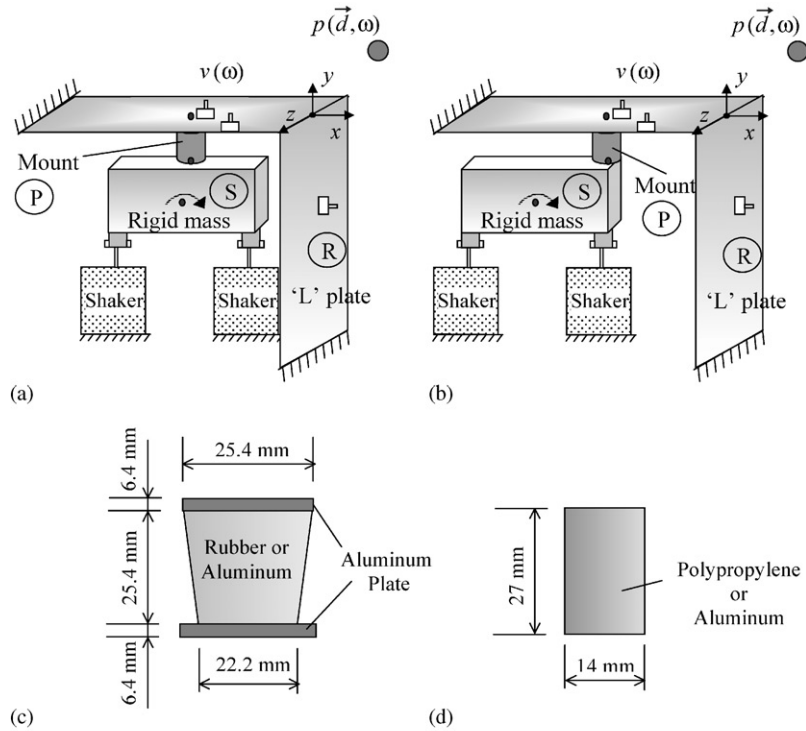 p(d⃗,ω)
v(ω)
y
z
x
Mount
P
S
Rigid mass
R
Shaker
Shaker
'L' plate
(a)
p(d⃗,ω)
v(ω)
y
z
x
S
Mount
P
Rigid mass
R
Shaker
Shaker
'L' plate
(b)
25.4 mm
6.4 mm
25.4 mm
6.4 mm
Rubber or
Aluminum
Aluminum
Plate
22.2 mm
(c)
27 mm
Polypropylene
or
Aluminum
14 mm
(d)